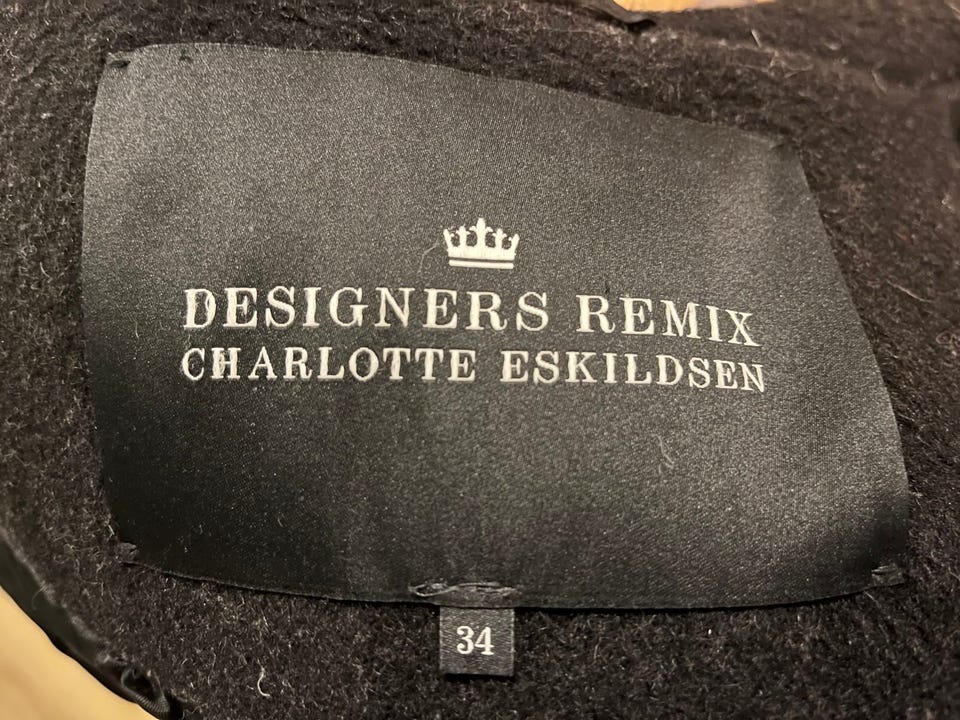 DESIGNERS REMIX
CHARLOTTE ESKILDSEN
34